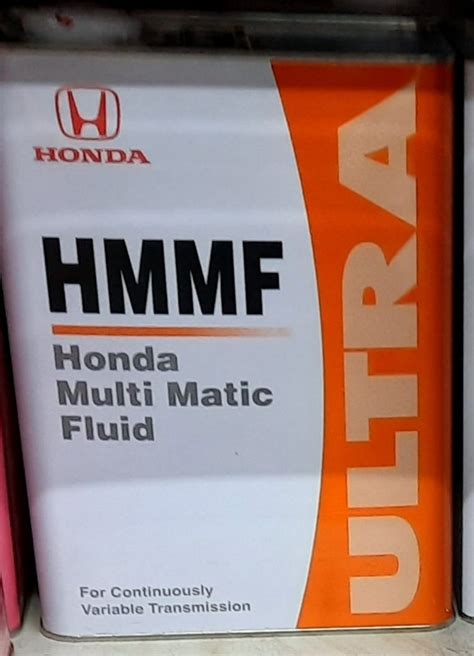 HONDA
HMMF
Honda
Multi Matic
Fluid
For Continuously
Variable Transmission
ULTRA